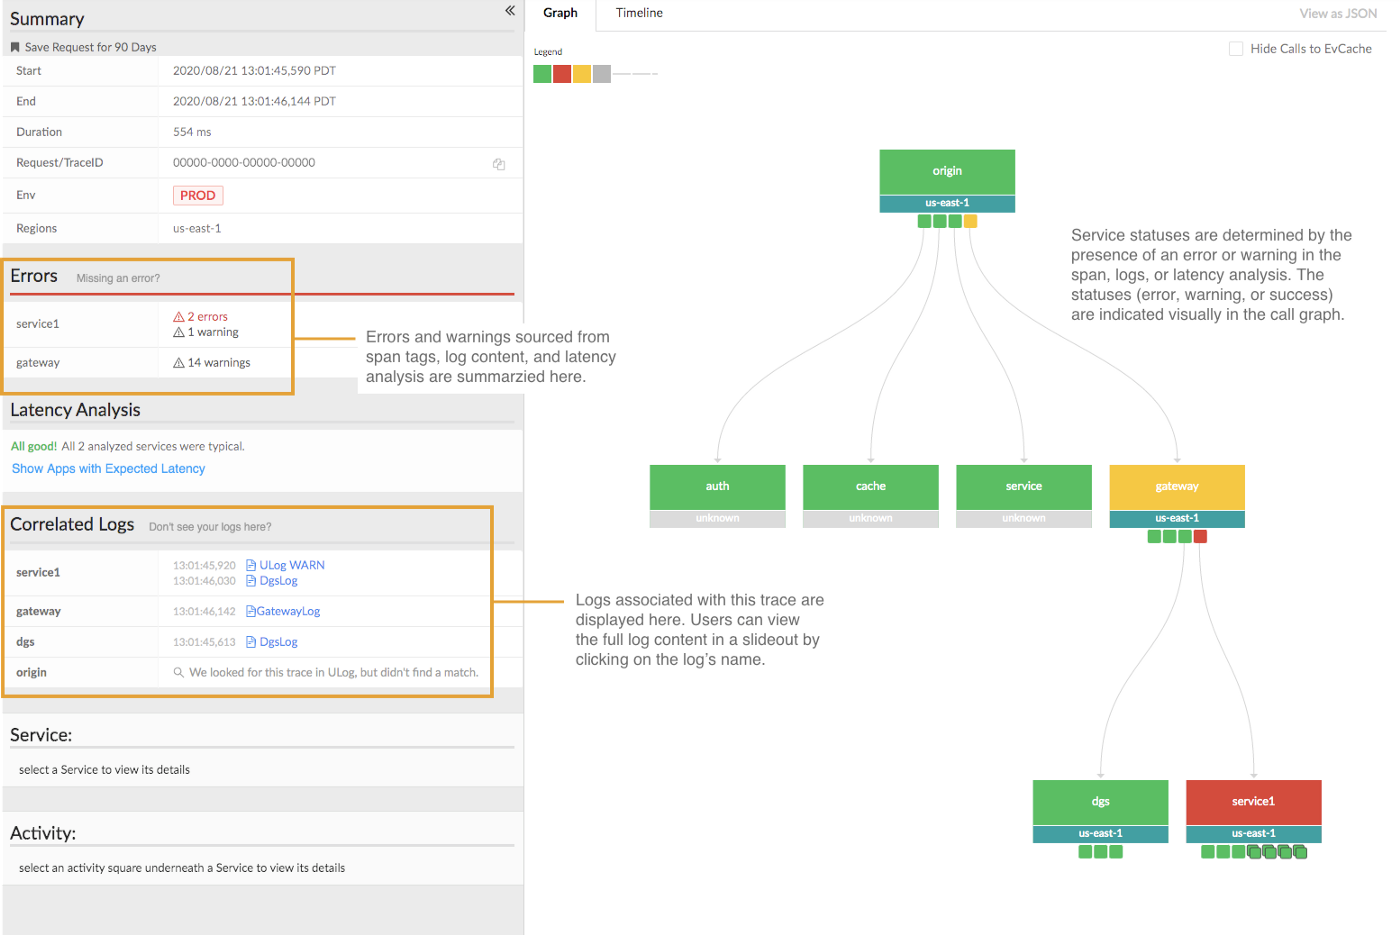 Summary
Save Request for 90 Days
Start 2020/08/21 13:01:45,590 PDT
End 2020/08/21 13:01:46,144 PDT
Duration 554 ms
Request/TraceID 00000-0000-00000-00000
Env PROD
Regions us-east-1
Errors Missing an error?
service1 2 errors
1 warning
gateway 14 warnings
Errors and warnings sourced from
span tags, log content, and latency
analysis are summarzied here.
Latency Analysis
All good! All 2 analyzed services were typical.
Show Apps with Expected Latency
Correlated Logs Don't see your logs here?
service1 13:01:45,920 ULog WARN
13:01:46,030 DgsLog
gateway 13:01:46,142 GatewayLog
dgs 13:01:45,613 DgsLog
origin We looked for this trace in ULog, but didn't find a match.
Logs associated with this trace are
displayed here. Users can view
the full log content in a slideout by
clicking on the log's name.
Service:
select a Service to view its details
Activity:
select an activity square underneath a Service to view its details
Graph Timeline View as JSON
Legend
Hide Calls to EvCache
origin
us-east-1
Service statuses are determined by the
presence of an error or warning in the
span, logs, or latency analysis. The
statuses (error, warning, or success)
are indicated visually in the call graph.
auth cache service gateway
unknown unknown unknown us-east-1
dgs service1
us-east-1 us-east-1